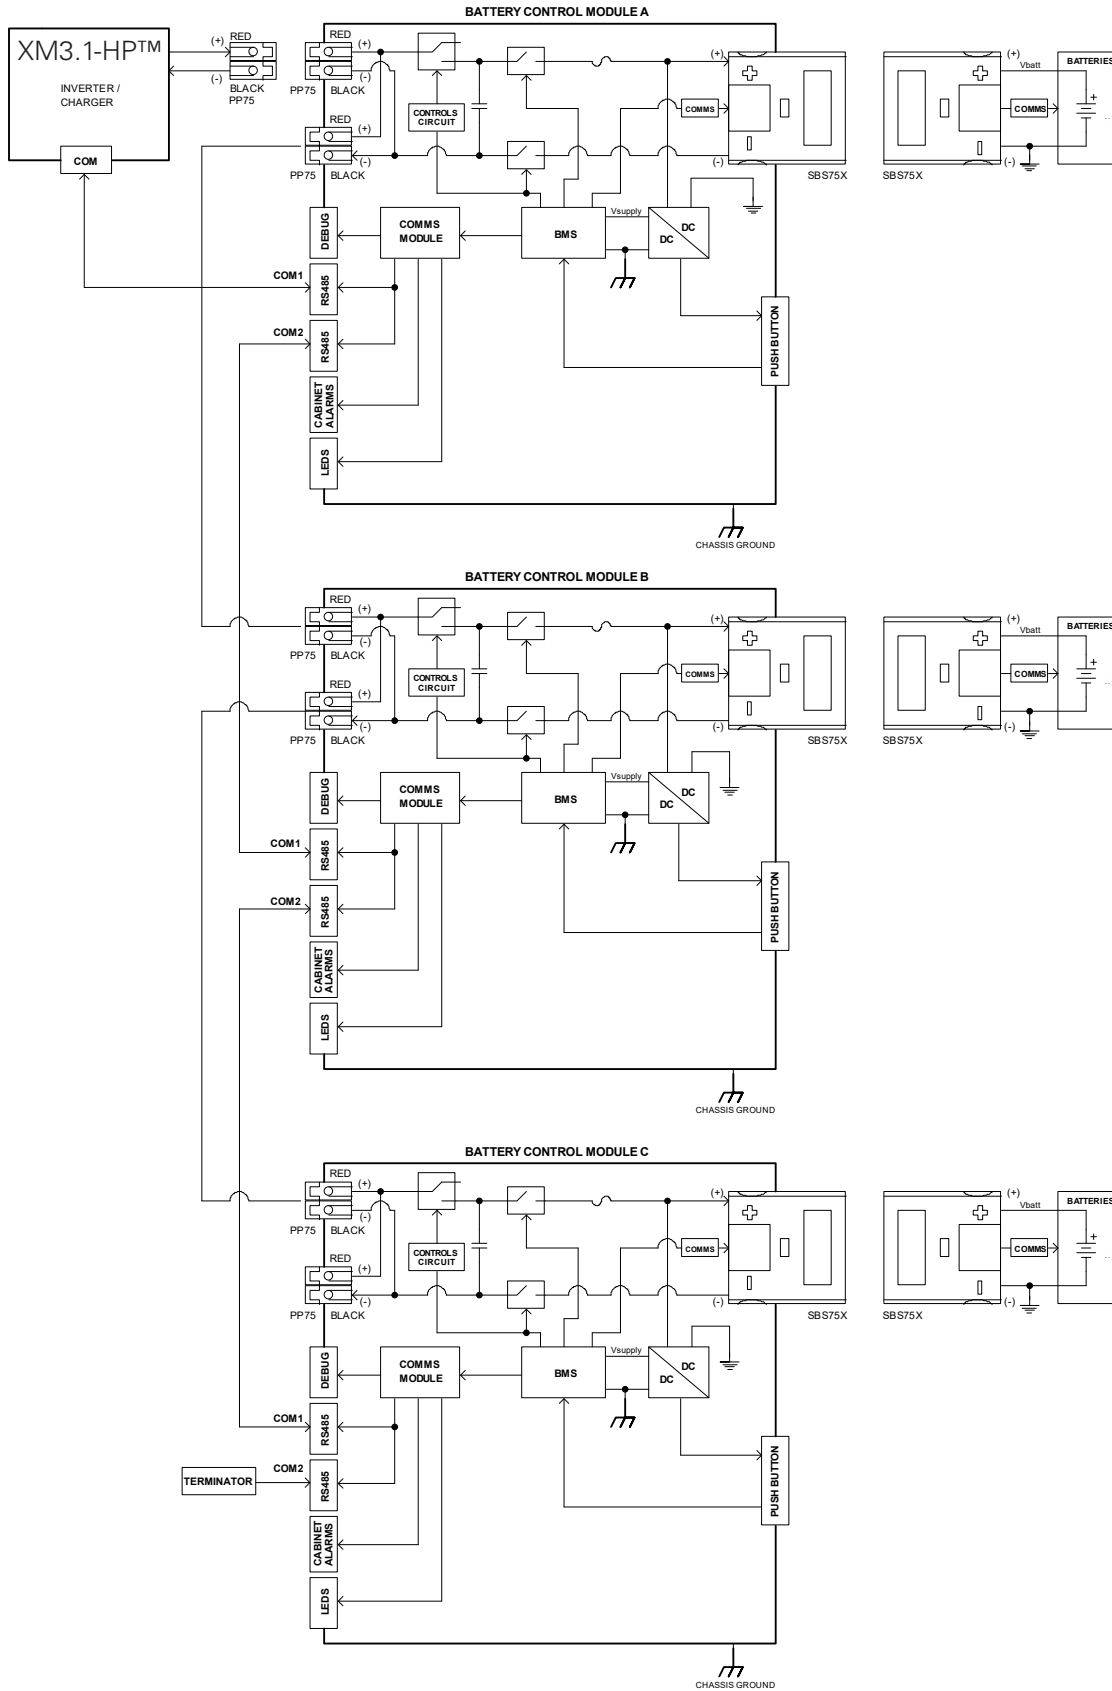 BATTERY CONTROL MODULE A
XM3.1-HP™
INVERTER /
CHARGER
COM
(+)
RED
(-)
BLACK
PP75
RED
(+)
(-)
PP75
BLACK
RED
(+)
(-)
PP75
BLACK
CONTROLS
CIRCUIT
COMMS
(+)
(-)
SBS75X
SBS75X
(+)
Vbatt
COMMS
(-)
BATTERIES
+
DEBUG
COMMS
MODULE
BMS
Vsupply
DC
DC
COM1
RS485
COM2
RS485
PUSH BUTTON
CABINET
ALARMS
LEDS
CHASSIS GROUND
BATTERY CONTROL MODULE B
RED
(+)
(-)
PP75
BLACK
RED
(+)
(-)
PP75
BLACK
CONTROLS
CIRCUIT
COMMS
(+)
(-)
SBS75X
SBS75X
(+)
Vbatt
COMMS
(-)
BATTERIES
+
DEBUG
COMMS
MODULE
BMS
Vsupply
DC
DC
COM1
RS485
COM2
RS485
PUSH BUTTON
CABINET
ALARMS
LEDS
CHASSIS GROUND
BATTERY CONTROL MODULE C
RED
(+)
(-)
PP75
BLACK
RED
(+)
(-)
PP75
BLACK
CONTROLS
CIRCUIT
COMMS
(+)
(-)
SBS75X
SBS75X
(+)
Vbatt
COMMS
(-)
BATTERIES
+
DEBUG
COMMS
MODULE
BMS
Vsupply
DC
DC
COM1
RS485
TERMINATOR
COM2
RS485
PUSH BUTTON
CABINET
ALARMS
LEDS
CHASSIS GROUND